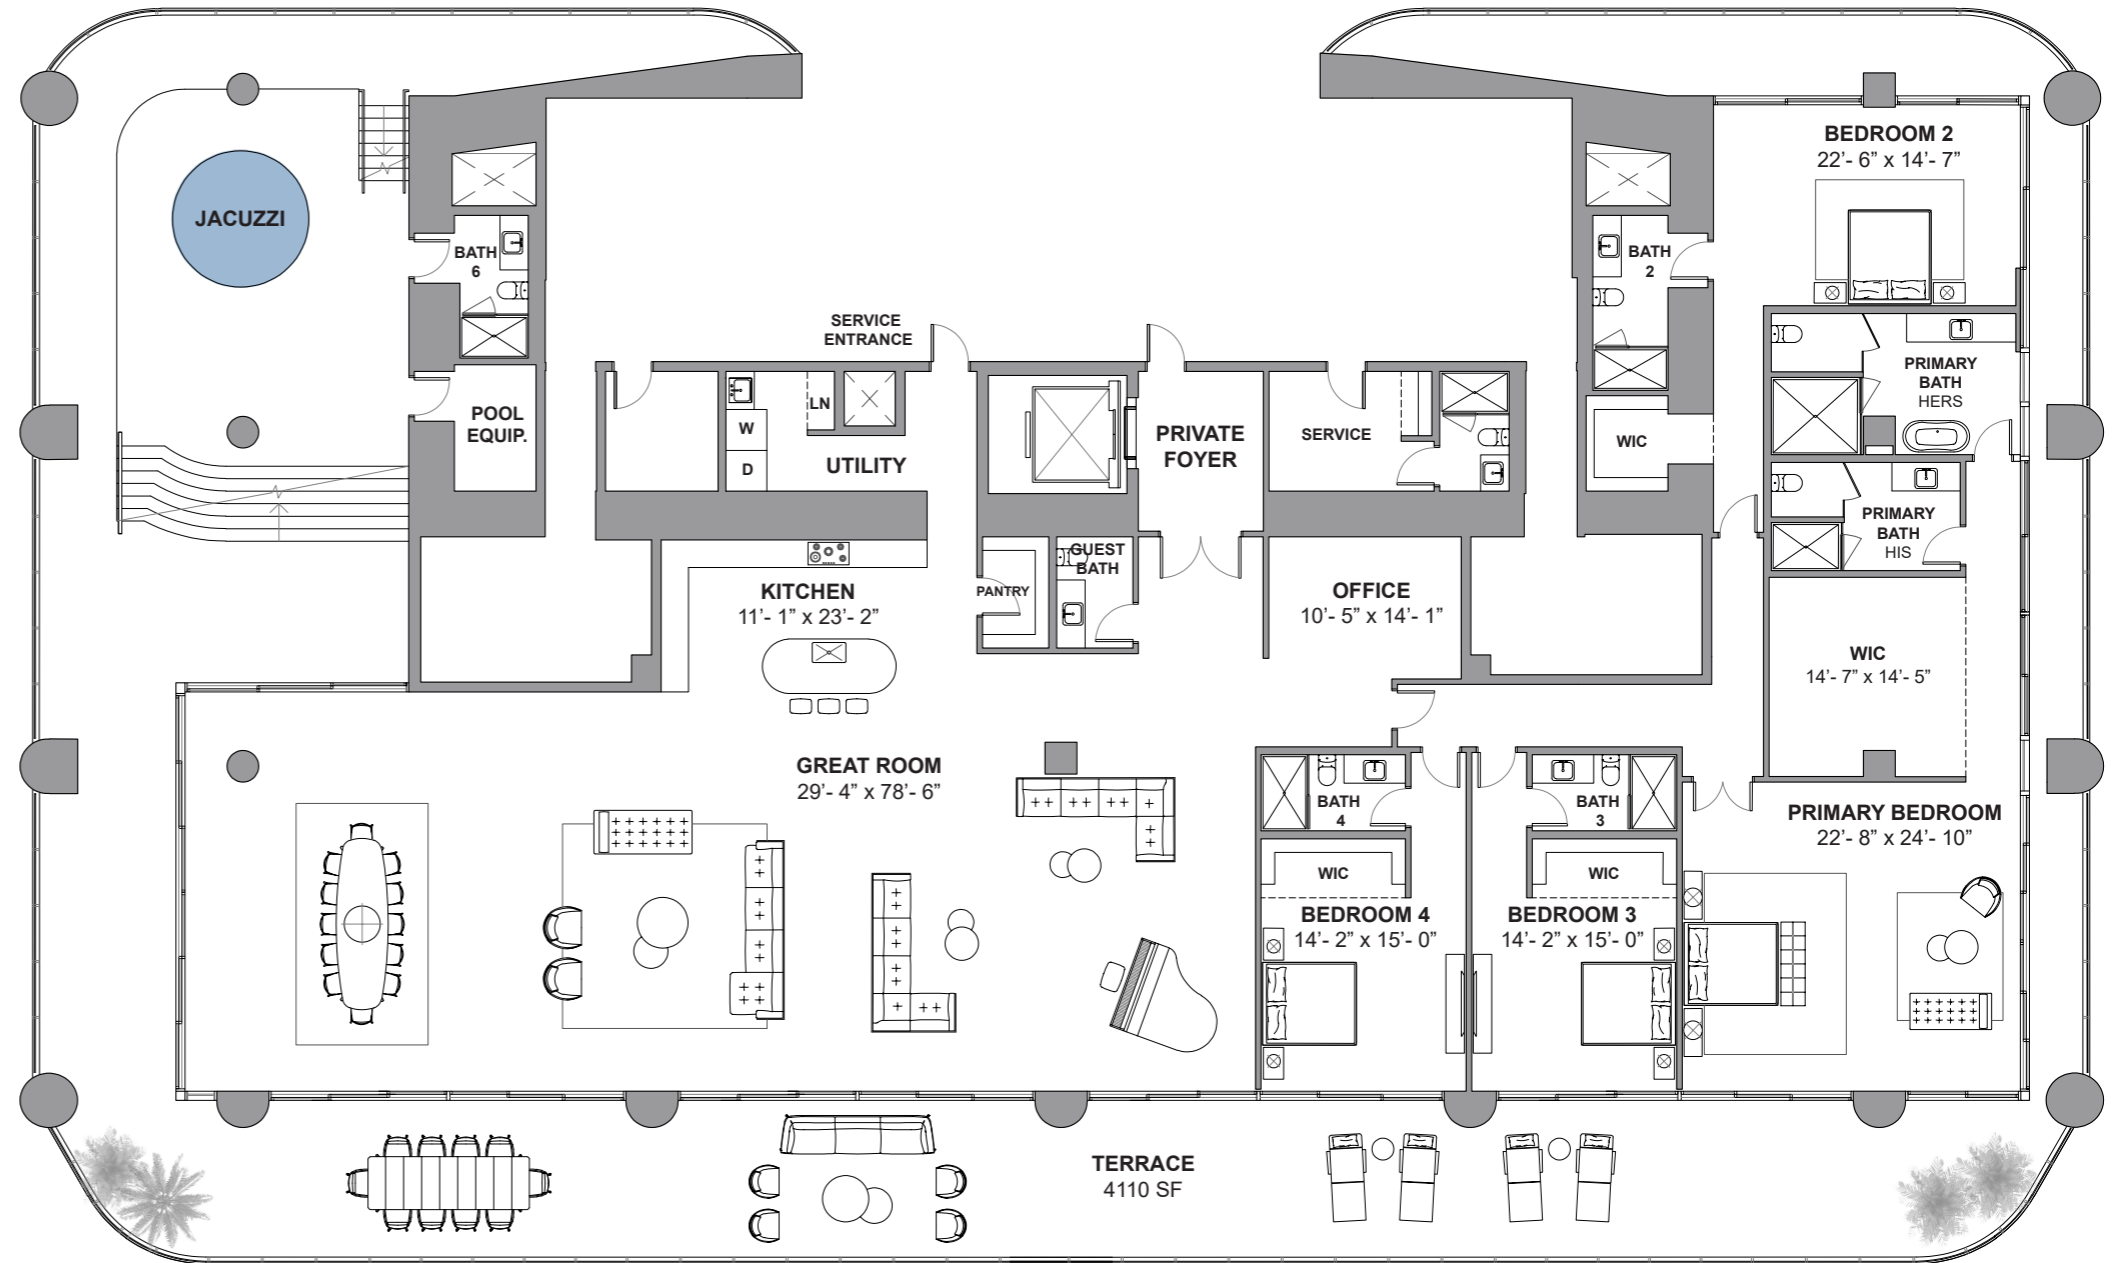 BEDROOM 2
22’- 6” x 14’- 7”
JACUZZI
BATH
6
BATH
2
SERVICE
ENTRANCE
PRIMARY
BATH
HERS
POOL
EQUIP.
LN
W
D
UTILITY
PRIVATE
FOYER
SERVICE
WIC
PRIMARY
BATH
HIS
KITCHEN
11’- 1” x 23’- 2”
PANTRY
GUEST
BATH
OFFICE
10’- 5” x 14’- 1”
WIC
14’- 7” x 14’- 5”
GREAT ROOM
29’- 4” x 78’- 6”
BATH
4
BATH
3
PRIMARY BEDROOM
22’- 8” x 24’- 10”
WIC
WIC
BEDROOM 4
14’- 2” x 15’- 0”
BEDROOM 3
14’- 2” x 15’- 0”
TERRACE
4110 SF